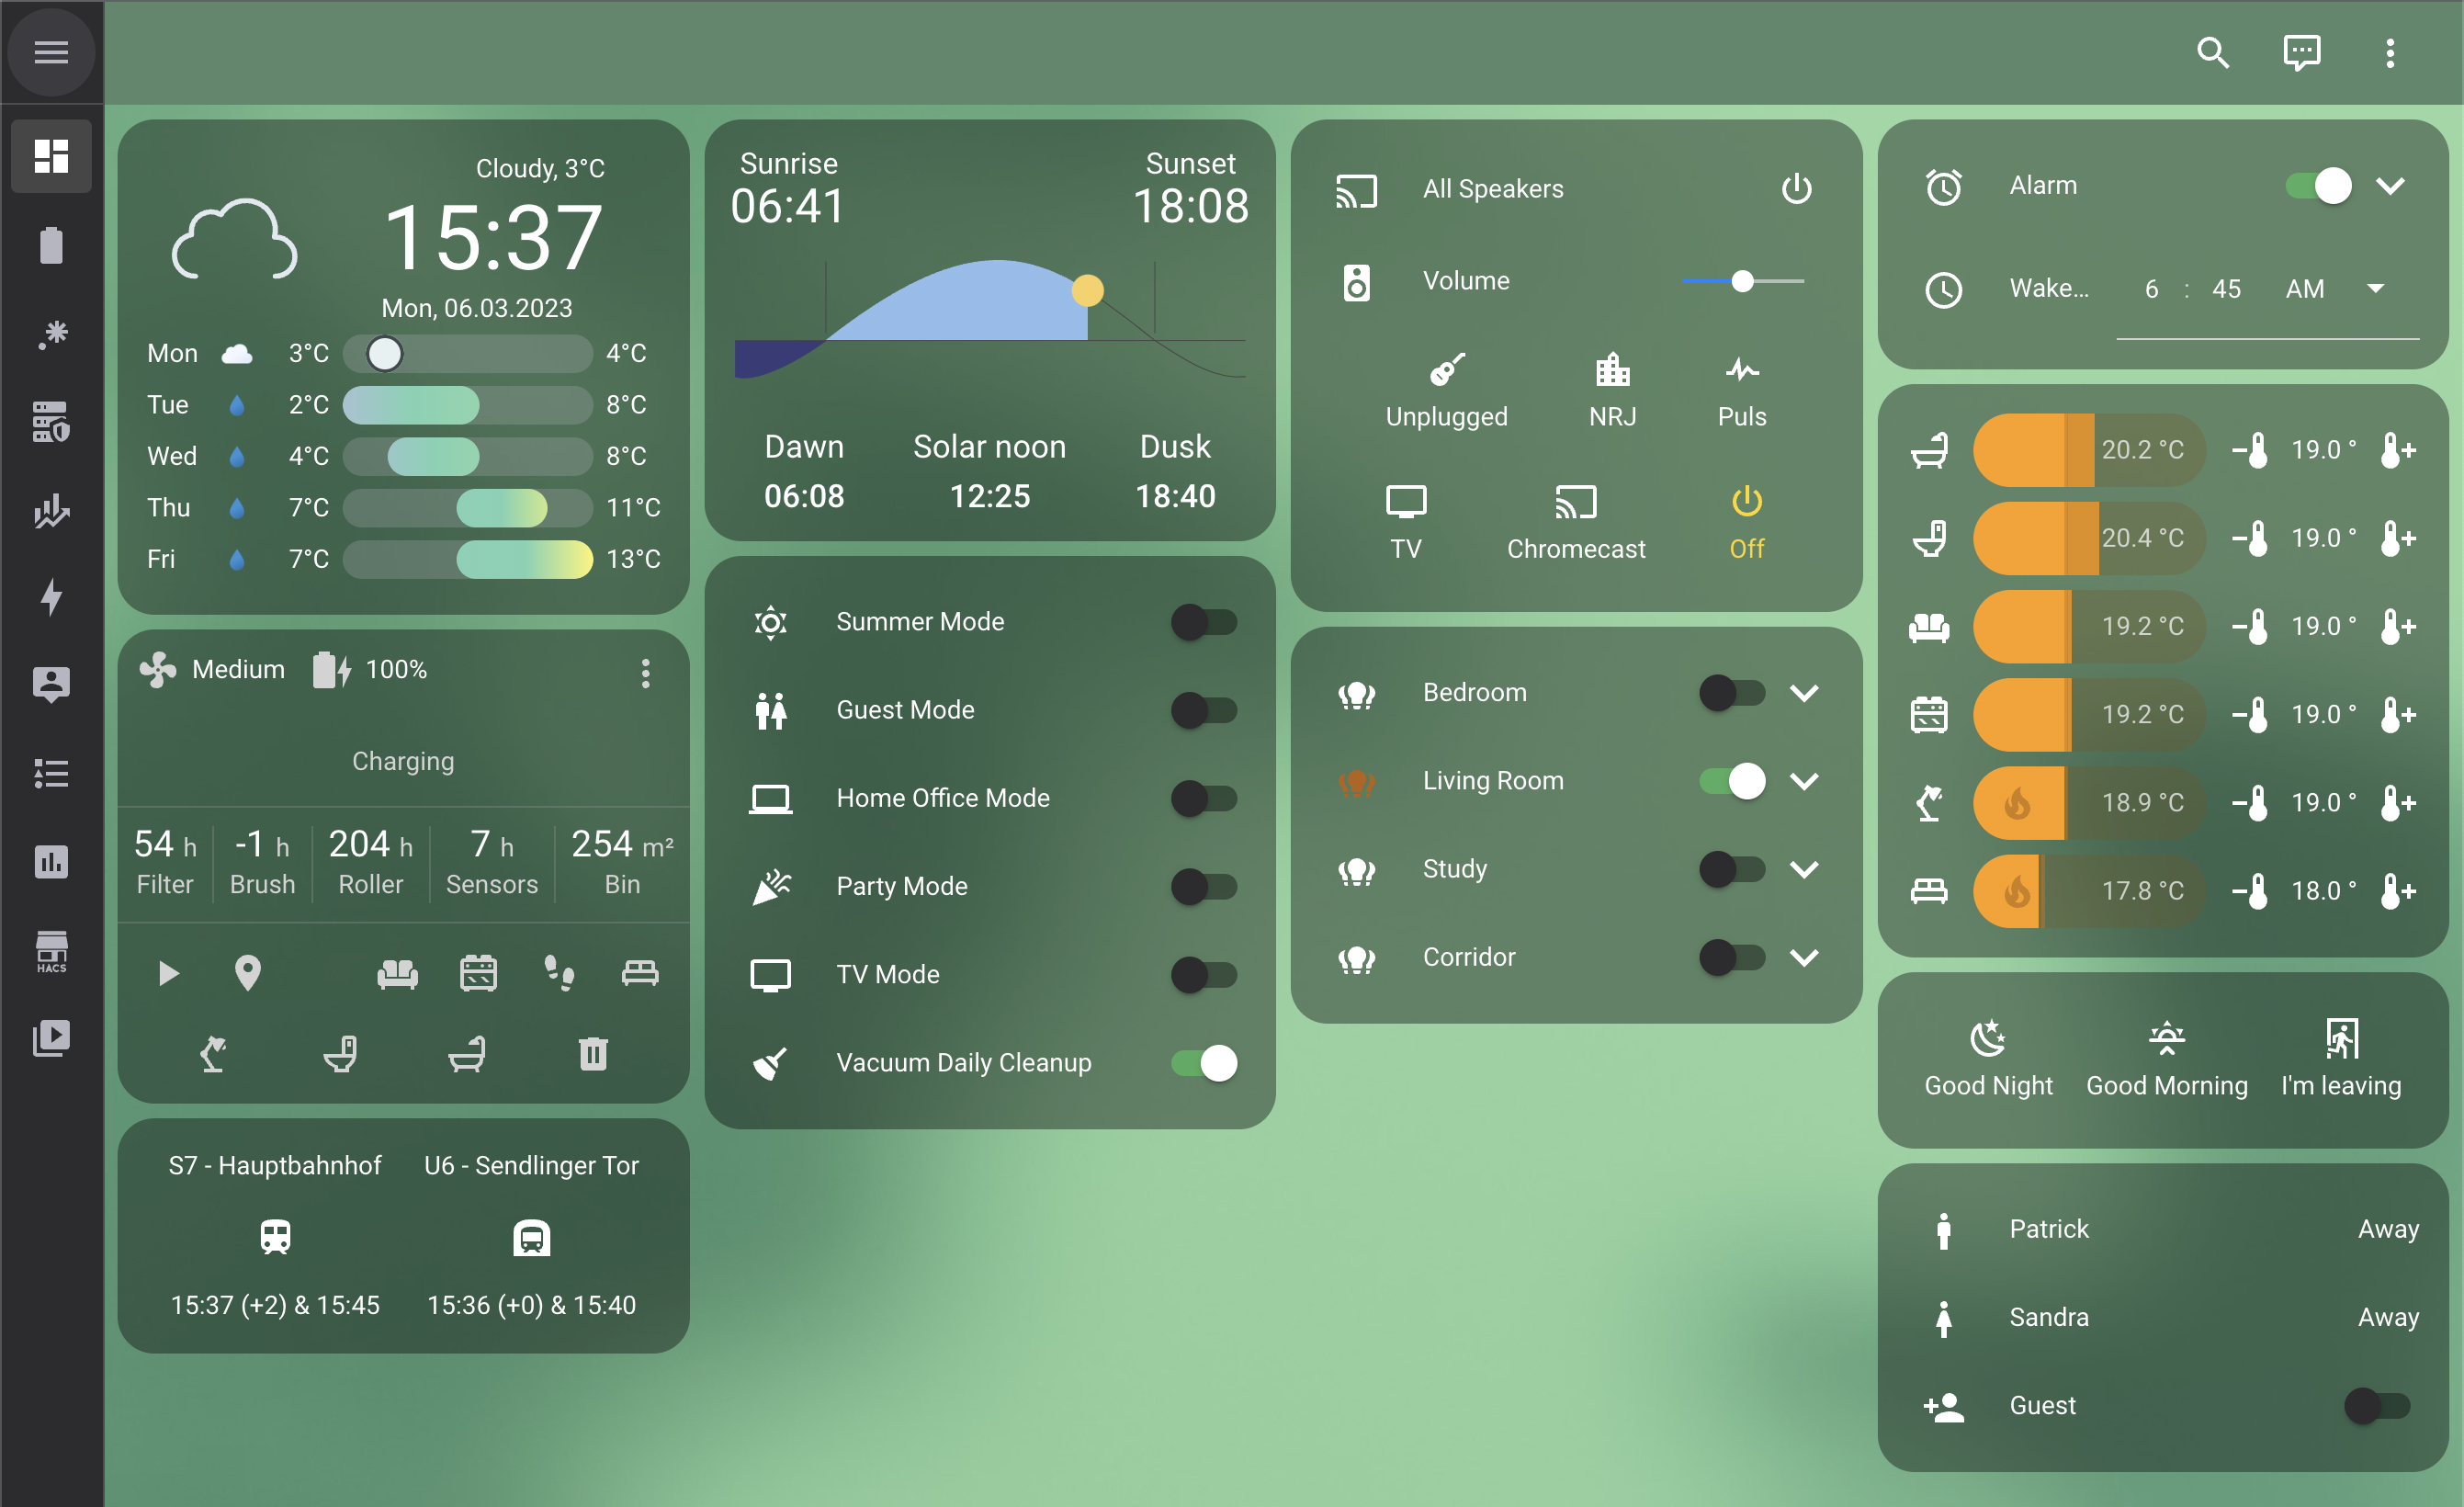 HACS
Cloudy, 3°C
15:37
Mon, 06.03.2023
Mon 3°C 4°C
Tue 2°C 8°C
Wed 4°C 8°C
Thu 7°C 11°C
Fri 7°C 13°C
Medium 100%
Charging
54 h -1 h 204 h 7 h 254 m²
Filter Brush Roller Sensors Bin
S7 - Hauptbahnhof U6 - Sendlinger Tor
15:37 (+2) & 15:45 15:36 (+0) & 15:40
Sunrise Sunset
06:41 18:08
Dawn Solar noon Dusk
06:08 12:25 18:40
Summer Mode
Guest Mode
Home Office Mode
Party Mode
TV Mode
Vacuum Daily Cleanup
All Speakers
Volume
Unplugged NRJ Puls
TV Chromecast Off
Bedroom
Living Room
Study
Corridor
Alarm
Wake... 6 : 45 AM
20.2 °C 19.0 °
20.4 °C 19.0 °
19.2 °C 19.0 °
19.2 °C 19.0 °
18.9 °C 19.0 °
17.8 °C 18.0 °
Good Night Good Morning I'm leaving
Patrick Away
Sandra Away
Guest